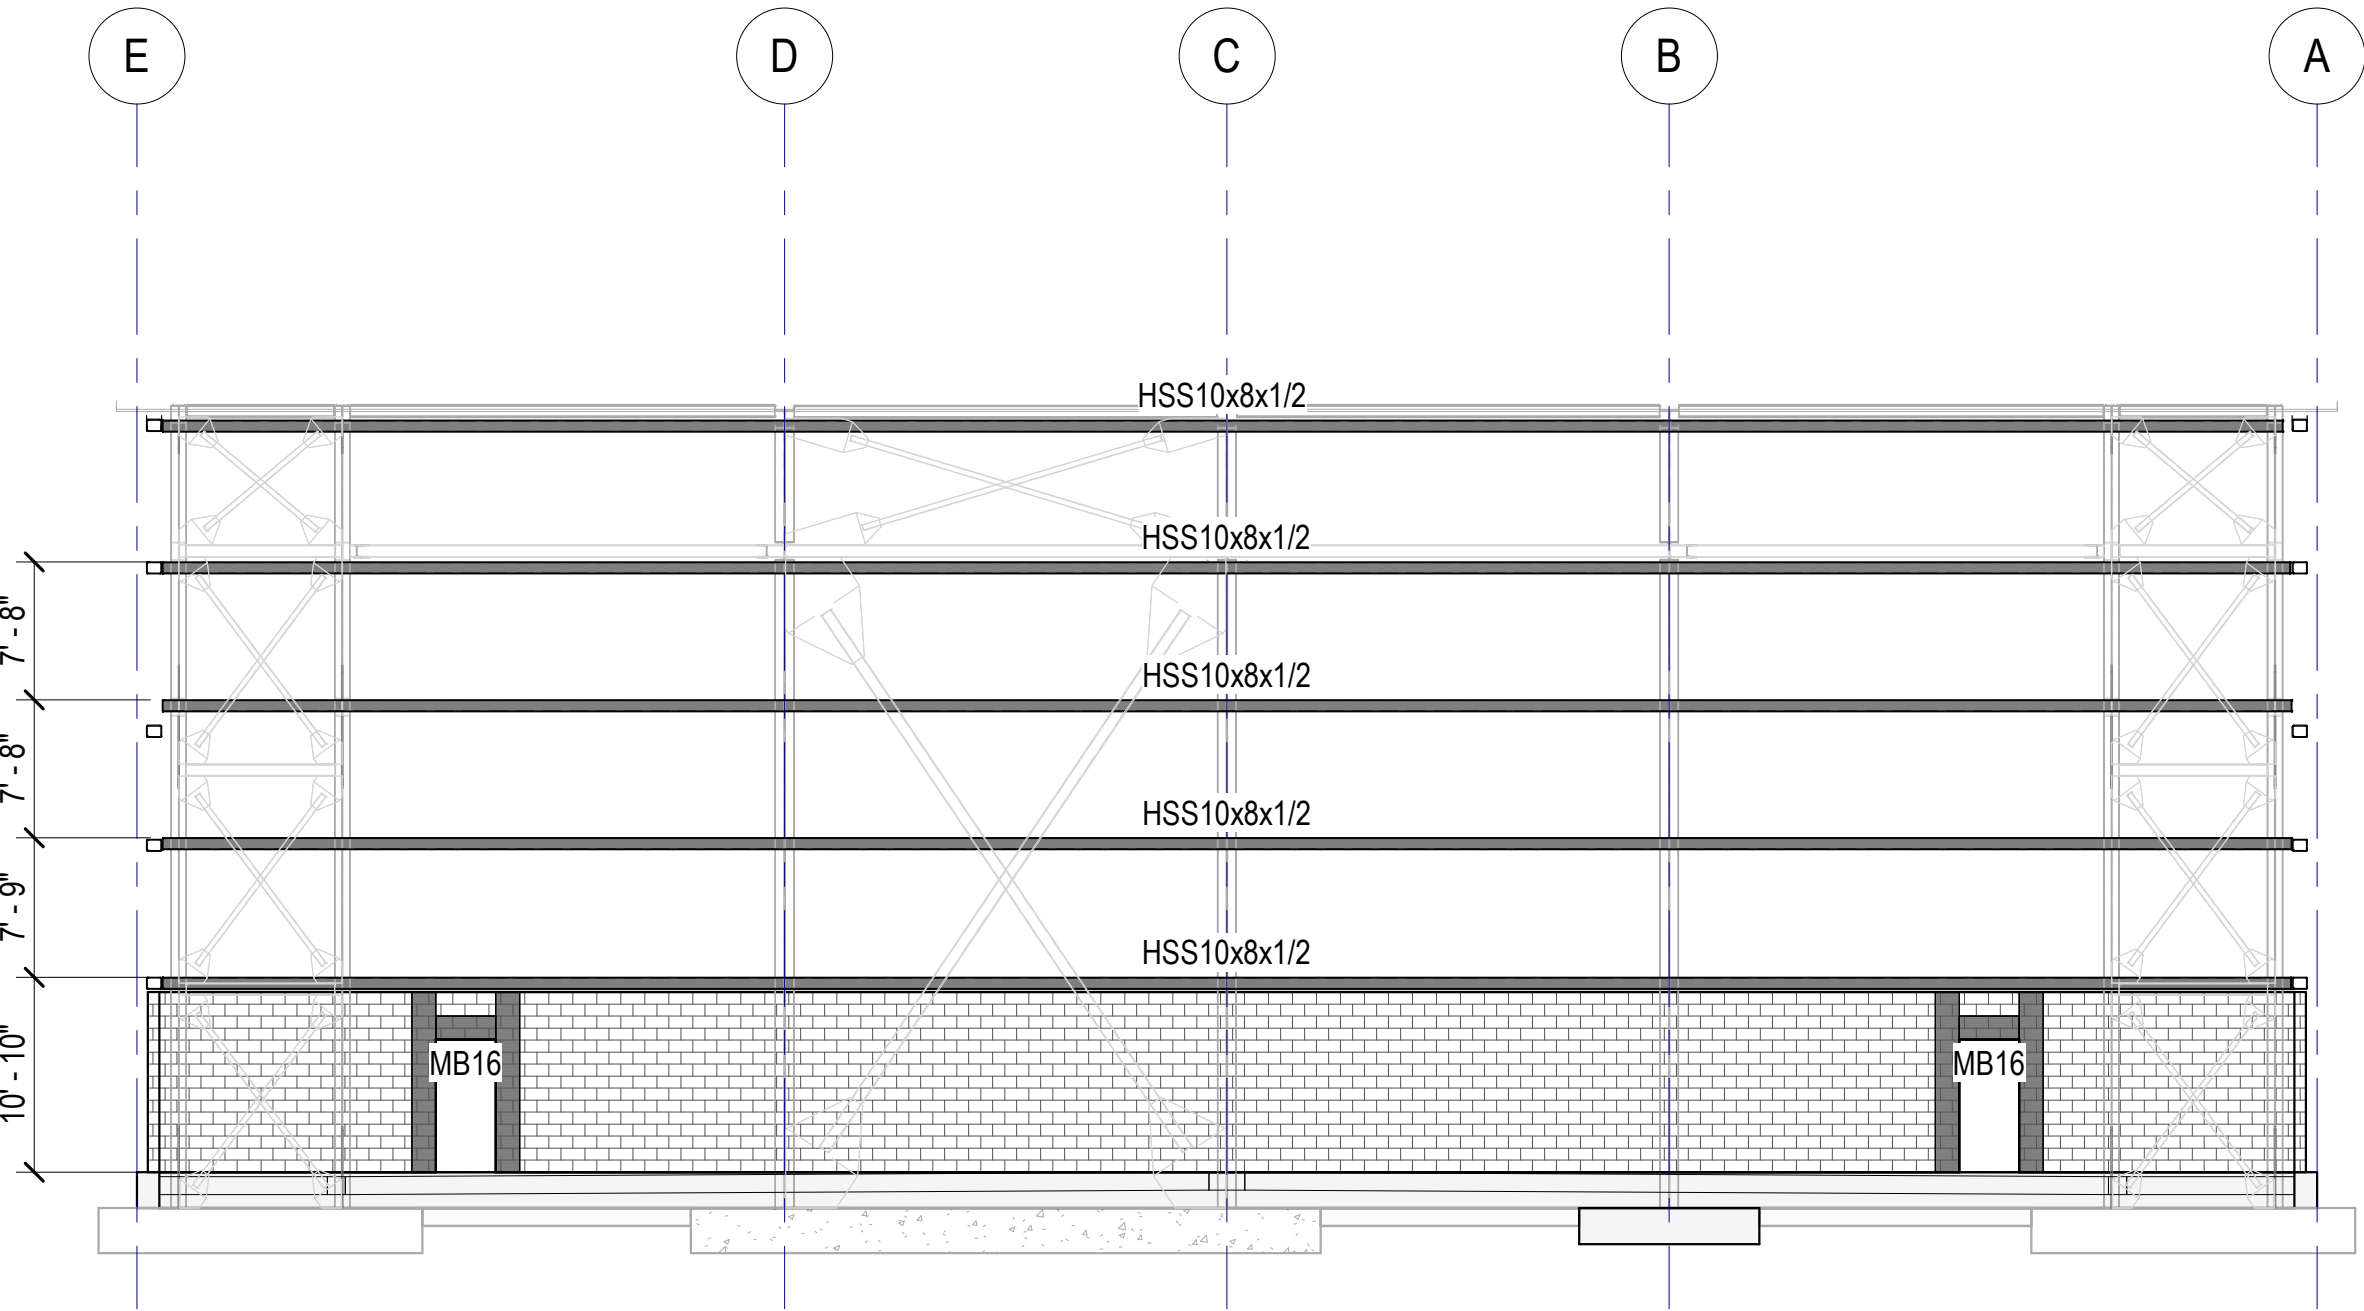 E
D
C
B
A
HSS10x8x1/2
HSS10x8x1/2
7' - 8"
HSS10x8x1/2
7' - 8"
HSS10x8x1/2
7' - 9"
HSS10x8x1/2
10' - 10"
MB16
MB16